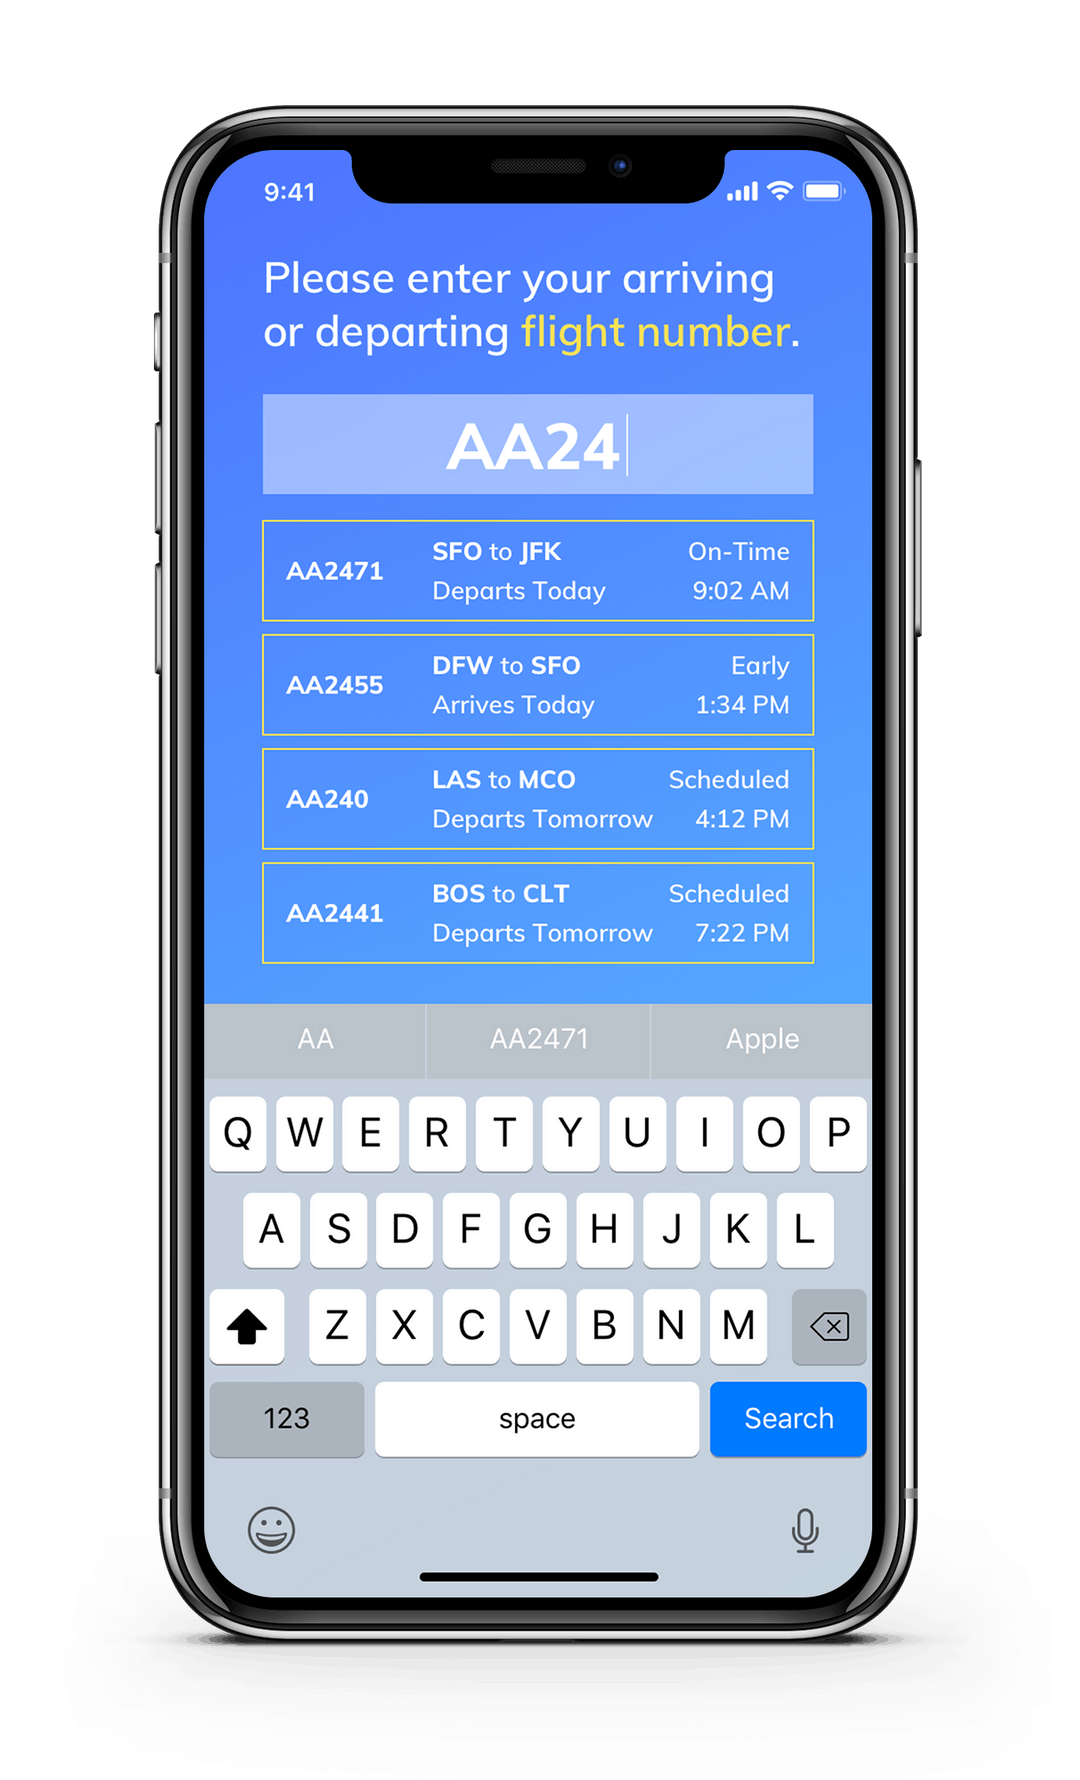 9:41
Please enter your arriving
or departing flight number.
AA24
AA2471 SFO to JFK On-Time
Departs Today 9:02 AM
AA2455 DFW to SFO Early
Arrives Today 1:34 PM
AA240 LAS to MCO Scheduled
Departs Tomorrow 4:12 PM
AA2441 BOS to CLT Scheduled
Departs Tomorrow 7:22 PM
AA AA2471 Apple
Q W E R T Y U I O P
A S D F G H J K L
Z X C V B N M
123 space Search